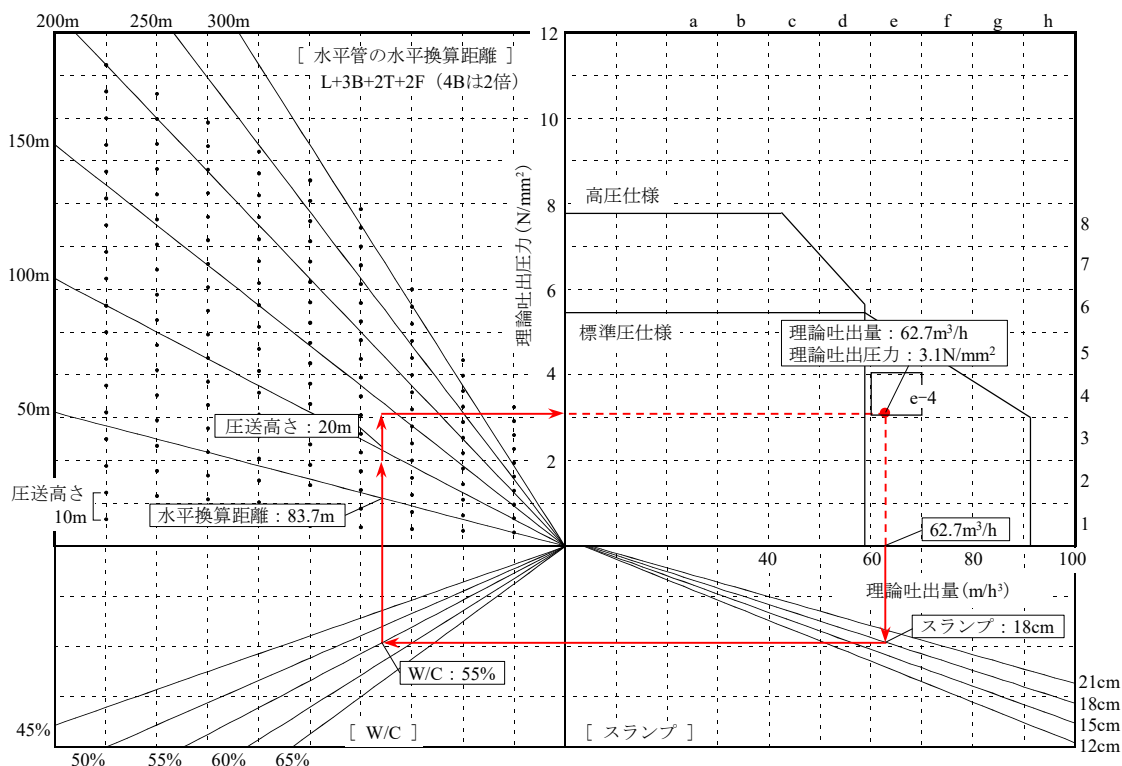 200m 250m 300m
a b c d e f g h
[ 水平管の水平換算距離 ]
L+3B+2T+2F（4Bは2倍）
150m
100m
50m
圧送高さ
10m
圧送高さ：20m
水平換算距離：83.7m
理論吐出圧力(N/mm²)
12
10
8
6
4
2
高圧仕様
標準圧仕様
理論吐出量：62.7m³/h
理論吐出圧力：3.1N/mm²
e-4
8
7
6
5
4
3
2
1
62.7m³/h
40 60 80 100
理論吐出量(m/h³)
スランプ：18cm
W/C：55%
21cm
18cm
15cm
12cm
45%
50% 55% 60% 65%
[ W/C ]
[ スランプ ]